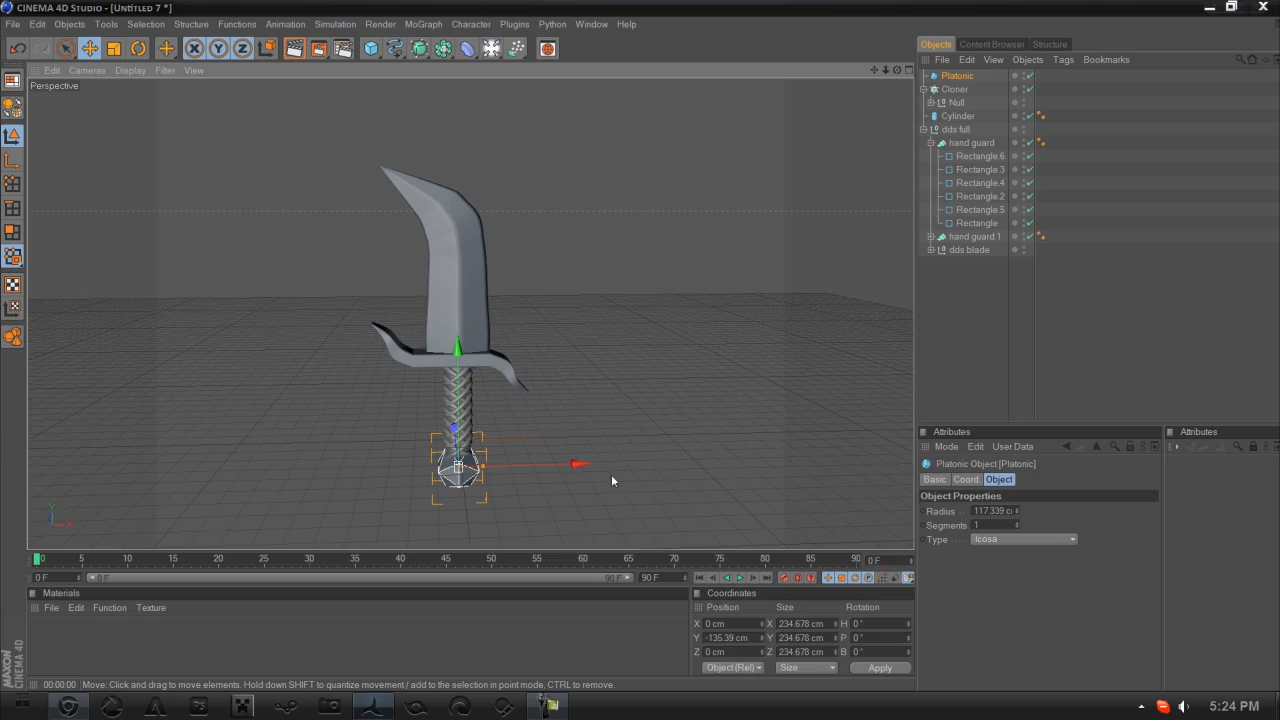 CINEMA 4D Studio - [Untitled 7 *]
File Edit Tools Selection Structure Functions Animation Simulation Render MoGraph Character Plugins Python Window Help
X Y Z
Edit Cameras Display Filter View
Perspective
Objects Content Browser Structure
File Edit View Objects Tags Bookmarks
Platonic
Cloner
Null
Cylinder
dds full
hand guard
Rectangle.6
Rectangle.3
Rectangle.4
Rectangle.2
Rectangle.5
Rectangle
hand guard.1
dds blade
Attributes
Mode Edit User Data
Platonic Object [Platonic]
Basic Coord. Object
Object Properties
Radius 117.339 c
Segments 1
Type Icosa
Attributes
Y X
0 5 10 15 20 25 30 35 40 45 50 55 60 65 70 75 80 85 90 0 F
0 F 0 F 90 F 90 F
Materials
File Edit Function Texture
Coordinates
Position Size Rotation
X 0 cm X 234.678 cm H 0 °
Y -135.39 cm Y 234.678 cm P 0 °
Z 0 cm Z 234.678 cm B 0 °
Object (Rel) Size Apply
00:00:00 Move: Click and drag to move elements. Hold down SHIFT to quantize movement / add to the selection in point mode, CTRL to remove.
MAXON CINEMA 4D
5:24 PM